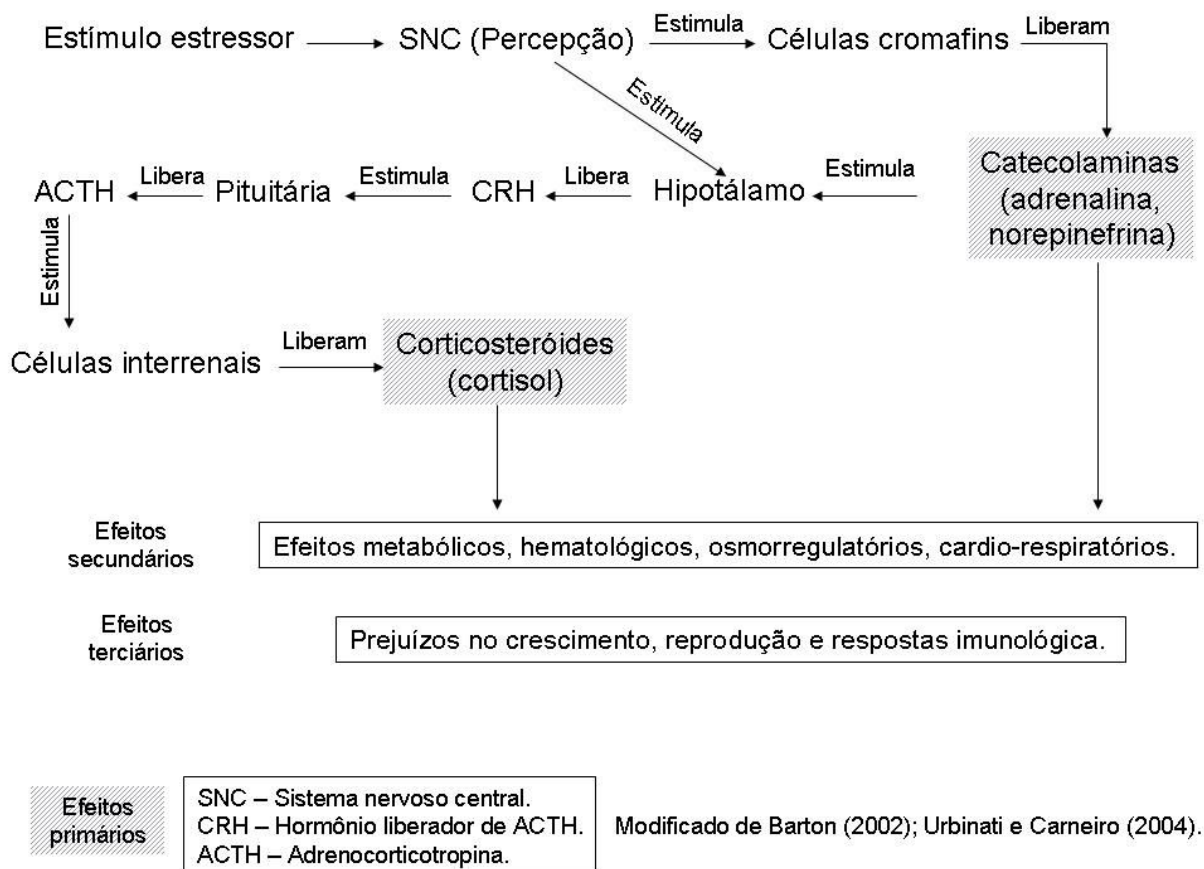 Estímulo estressor
SNC (Percepção)
Estimula
Células cromafins
Liberam
Estimula
Catecolaminas
(adrenalina,
norepinefrina)
Estimula
Hipotálamo
Libera
CRH
Estimula
Pituitária
Libera
ACTH
Estimula
Células interrenais
Liberam
Corticosteróides
(cortisol)
Efeitos
secundários
Efeitos metabólicos, hematológicos, osmorregulatórios, cardio-respiratórios.
Efeitos
terciários
Prejuízos no crescimento, reprodução e respostas imunológica.
Efeitos
primários
SNC – Sistema nervoso central.
CRH – Hormônio liberador de ACTH.
ACTH – Adrenocorticotropina.
Modificado de Barton (2002); Urbinati e Carneiro (2004).